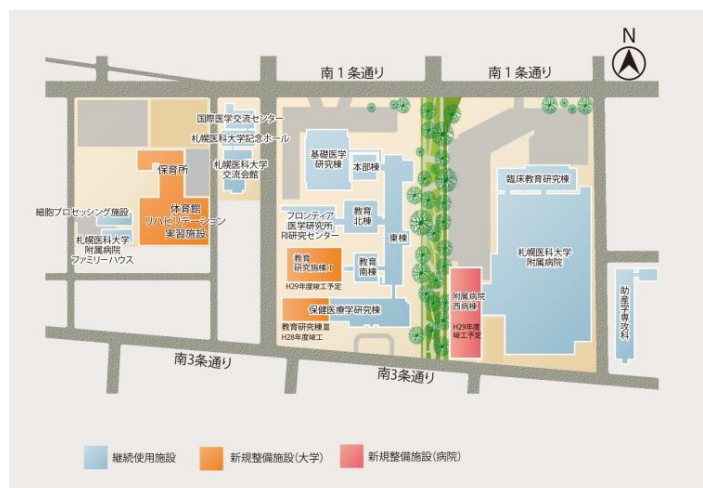 N
南1条通り
南1条通り
国際医学交流センター
札幌医科大学記念ホール
札幌医科大学
交流会館
保育所
体育館
リハビリテーション
実習施設
細胞プロセッシング施設
札幌医科大学
附属病院
ファミリーハウス
基礎医学
研究棟
本部棟
フロンティア
医学研究所
RI研究センター
教育
北棟
東棟
教育
研究施棟Ⅰ
H29年度竣工予定
教育
南棟
保健医療学研究棟
教育研究棟Ⅲ
H28年度竣工
臨床教育研究棟
札幌医科大学
附属病院
附属病院
西病棟
H29年度
竣工予定
助産学専攻科
南3条通り
南3条通り
継続使用施設
新規整備施設(大学)
新規整備施設(病院)